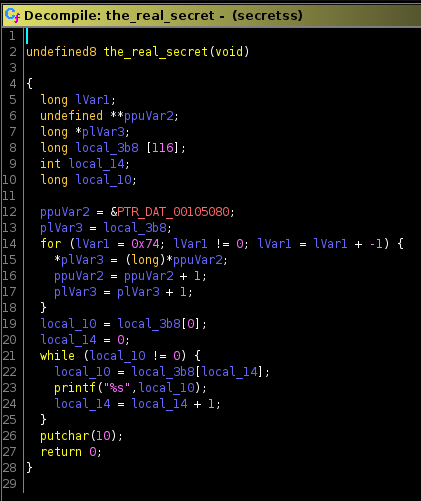 Decompile: the_real_secret - (secretss)
1
2 undefined8 the_real_secret(void)
3
4 {
5 long lVar1;
6 undefined **ppuVar2;
7 long *plVar3;
8 long local_3b8 [116];
9 int local_14;
10 long local_10;
11
12 ppuVar2 = &PTR_DAT_00105080;
13 plVar3 = local_3b8;
14 for (lVar1 = 0x74; lVar1 != 0; lVar1 = lVar1 + -1) {
15 *plVar3 = (long)*ppuVar2;
16 ppuVar2 = ppuVar2 + 1;
17 plVar3 = plVar3 + 1;
18 }
19 local_10 = local_3b8[0];
20 local_14 = 0;
21 while (local_10 != 0) {
22 local_10 = local_3b8[local_14];
23 printf("%s",local_10);
24 local_14 = local_14 + 1;
25 }
26 putchar(10);
27 return 0;
28 }
29